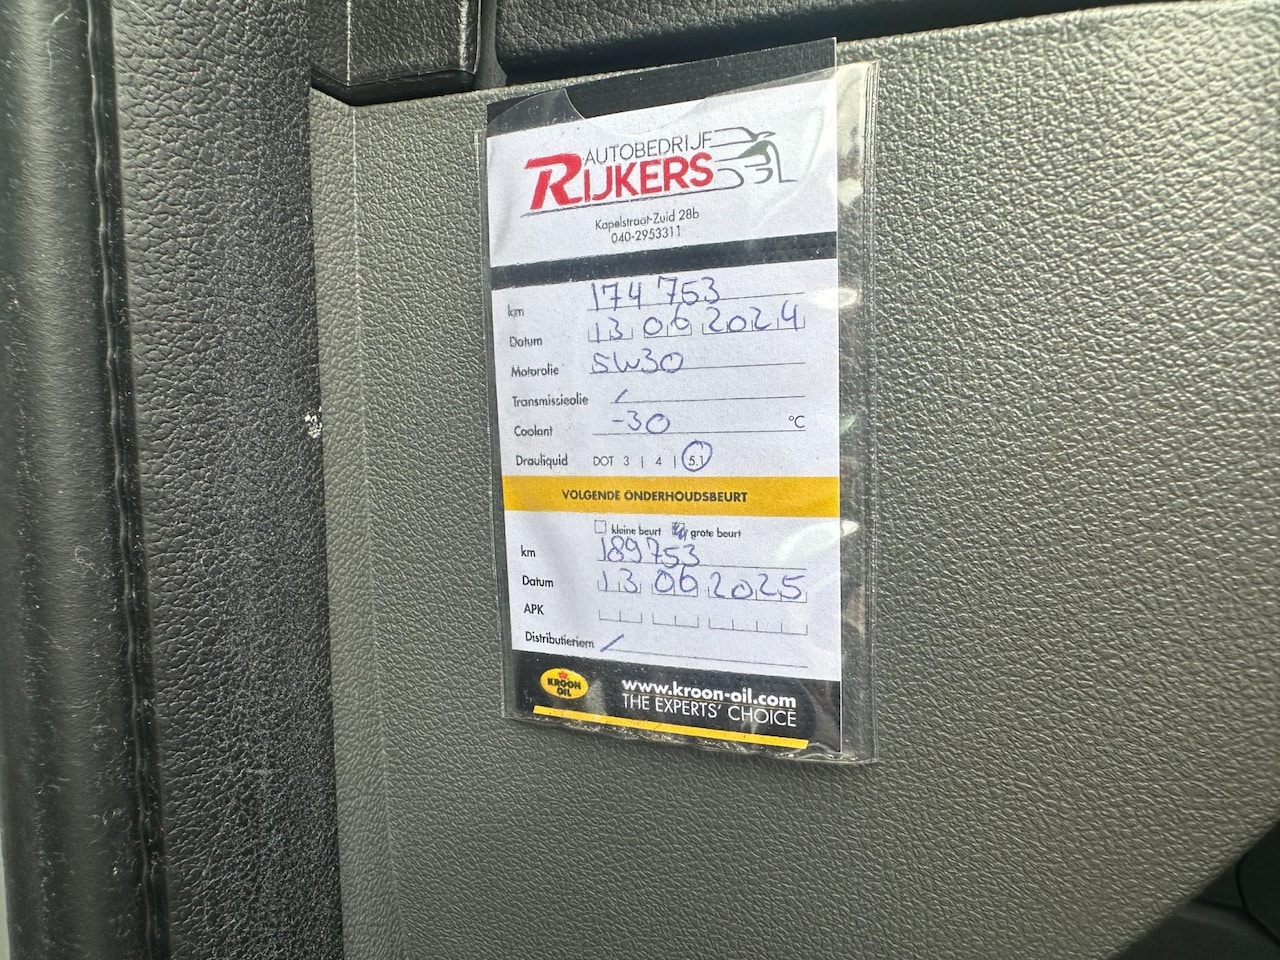 AUTOBEDRIJF
RIJKERS
Kapelstraat-Zuid 28b
040-2953311
km 174 753
Datum 13 06 2024
Motorolie 5W30
Transmissieolie /
Coolant -30 °C
Drauliquid DOT 3 | 4 | 5.1
VOLGENDE ONDERHOUDSBEURT
kleine beurt grote beurt
km 189753
Datum 13 06 2025
APK
Distributieriem /
KROON OIL
www.kroon-oil.com
THE EXPERTS' CHOICE